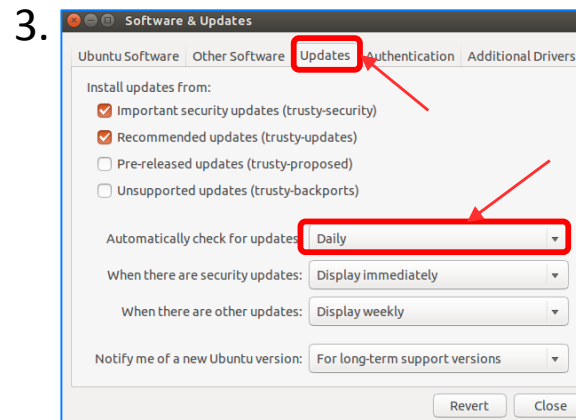 3.
Software & Updates
Ubuntu Software Other Software Updates Authentication Additional Drivers
Install updates from:
Important security updates (trusty-security)
Recommended updates (trusty-updates)
Pre-released updates (trusty-proposed)
Unsupported updates (trusty-backports)
Automatically check for updates: Daily
When there are security updates: Display immediately
When there are other updates: Display weekly
Notify me of a new Ubuntu version: For long-term support versions
Revert Close